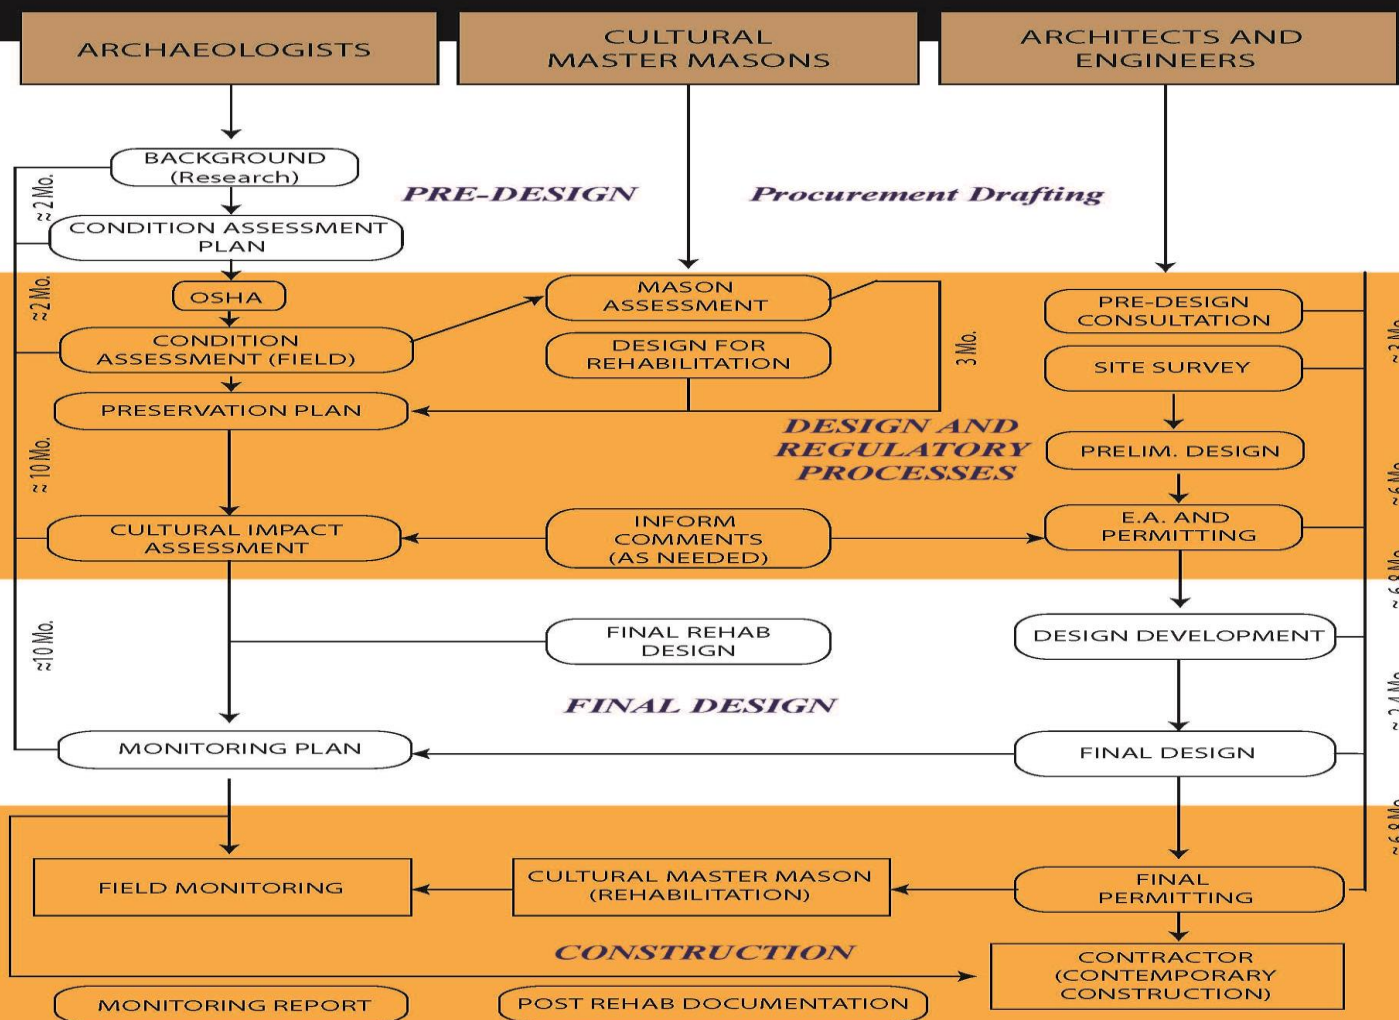 ARCHAEOLOGISTS
CULTURAL
MASTER MASONS
ARCHITECTS AND
ENGINEERS
BACKGROUND
(Research)
≈ 2 Mo.
PRE-DESIGN
Procurement Drafting
CONDITION ASSESSMENT
PLAN
OSHA
≈2 Mo.
MASON
ASSESSMENT
PRE-DESIGN
CONSULTATION
CONDITION
ASSESSMENT (FIELD)
DESIGN FOR
REHABILITATION
3 Mo.
SITE SURVEY
PRESERVATION PLAN
DESIGN AND
REGULATORY
PROCESSES
PRELIM. DESIGN
≈ 10 Mo.
CULTURAL IMPACT
ASSESSMENT
INFORM
COMMENTS
(AS NEEDED)
E.A. AND
PERMITTING
FINAL REHAB
DESIGN
DESIGN DEVELOPMENT
≈10 Mo.
FINAL DESIGN
MONITORING PLAN
FINAL DESIGN
FIELD MONITORING
CULTURAL MASTER MASON
(REHABILITATION)
FINAL
PERMITTING
CONSTRUCTION
CONTRACTOR
(CONTEMPORARY
CONSTRUCTION)
MONITORING REPORT
POST REHAB DOCUMENTATION